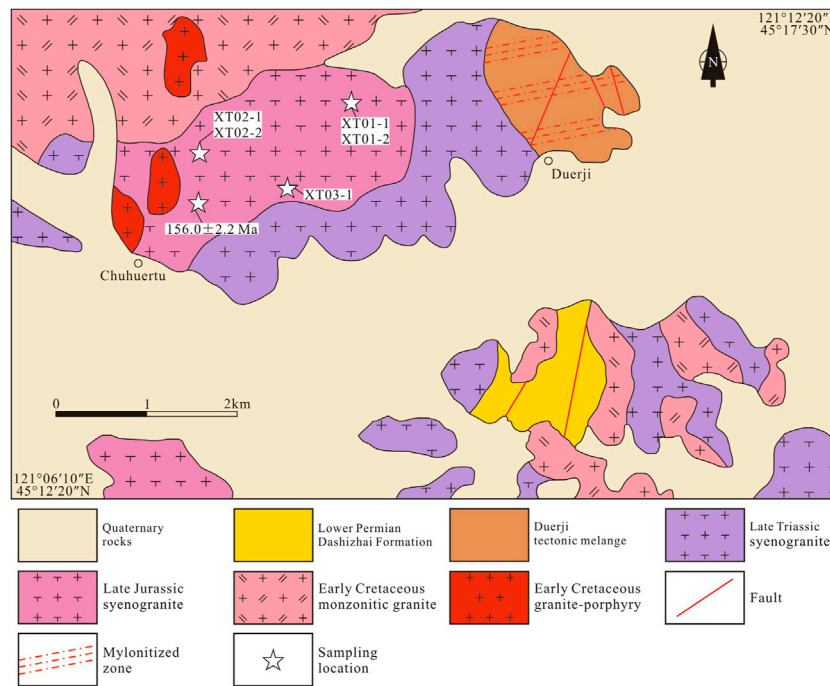 121°12′20″
45°17′30″N
N
XT02-1
XT02-2
XT01-1
XT01-2
XT03-1
Duerji
156.0±2.2 Ma
Chuhuertu
0 1 2km
121°06′10″E
45°12′20″N
Quaternary
rocks
Lower Permian
Dashizhai Formation
Duerji
tectonic melange
Late Triassic
syenogranite
Late Jurassic
syenogranite
Early Cretaceous
monzonitic granite
Early Cretaceous
granite-porphyry
Fault
Mylonitized
zone
Sampling
location